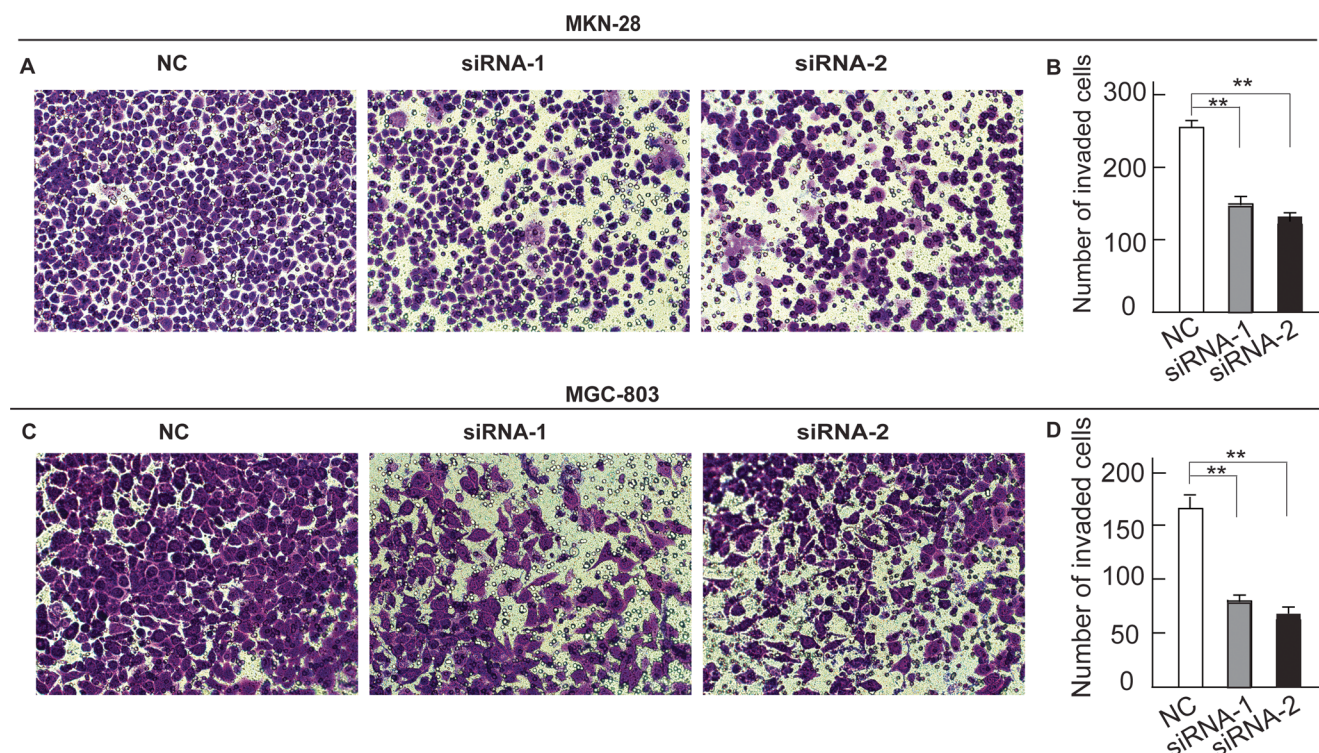 MKN-28
A
NC
siRNA-1
siRNA-2
B
Number of invaded cells
300
200
100
0
**
**
NC
siRNA-1
siRNA-2
MGC-803
C
NC
siRNA-1
siRNA-2
D
Number of invaded cells
200
150
100
50
0
**
**
NC
siRNA-1
siRNA-2